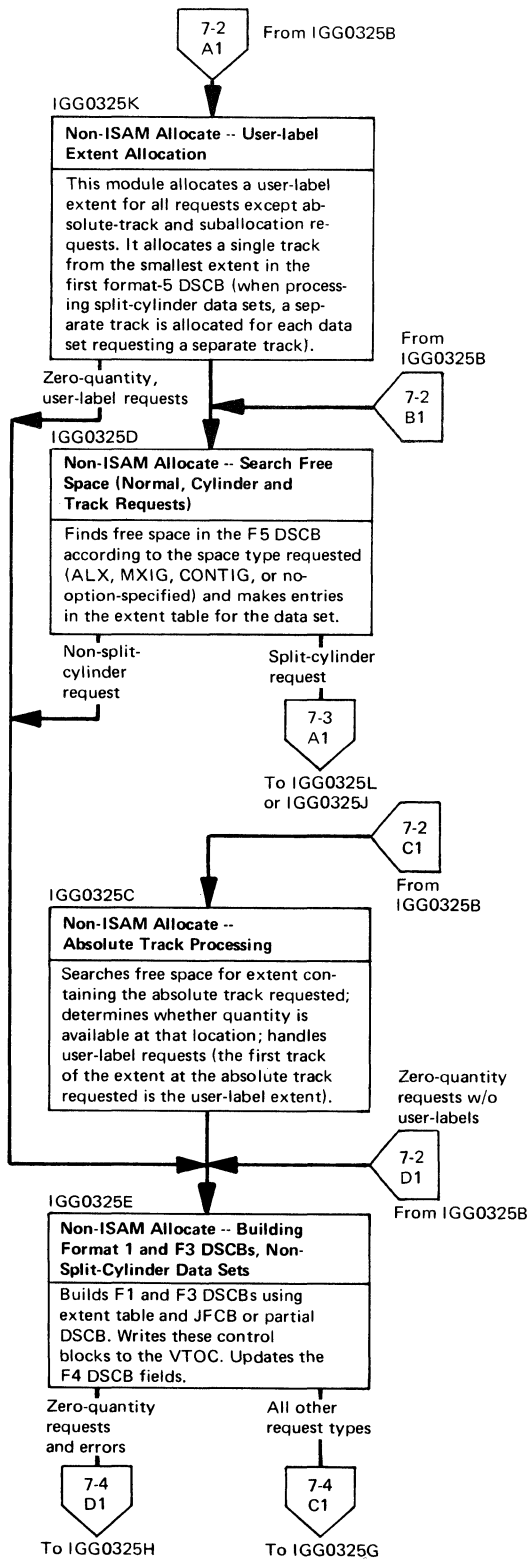 7-2
A1
From IGG0325B
IGG0325K
Non-ISAM Allocate -- User-label
Extent Allocation
This module allocates a user-label
extent for all requests except ab-
solute-track and suballocation re-
quests. It allocates a single track
from the smallest extent in the
first format-5 DSCB (when process-
ing split-cylinder data sets, a sep-
arate track is allocated for each data
set requesting a separate track).
Zero-quantity,
user-label requests
From
IGG0325B
7-2
B1
IGG0325D
Non-ISAM Allocate -- Search Free
Space (Normal, Cylinder and
Track Requests)
Finds free space in the F5 DSCB
according to the space type requested
(ALX, MXIG, CONTIG, or no-
option-specified) and makes entries
in the extent table for the data set.
Non-split-
cylinder
request
Split-cylinder
request
7-3
A1
To IGG0325L
or IGG0325J
7-2
C1
From
IGG0325B
IGG0325C
Non-ISAM Allocate --
Absolute Track Processing
Searches free space for extent con-
taining the absolute track requested;
determines whether quantity is
available at that location; handles
user-label requests (the first track
of the extent at the absolute track
requested is the user-label extent).
Zero-quantity
requests w/o
user-labels
7-2
D1
From IGG0325B
IGG0325E
Non-ISAM Allocate -- Building
Format 1 and F3 DSCBs, Non-
Split-Cylinder Data Sets
Builds F1 and F3 DSCBs using
extent table and JFCB or partial
DSCB. Writes these control
blocks to the VTOC. Updates the
F4 DSCB fields.
Zero-quantity
requests
and errors
All other
request types
7-4
D1
7-4
C1
To IGG0325H
To IGG0325G